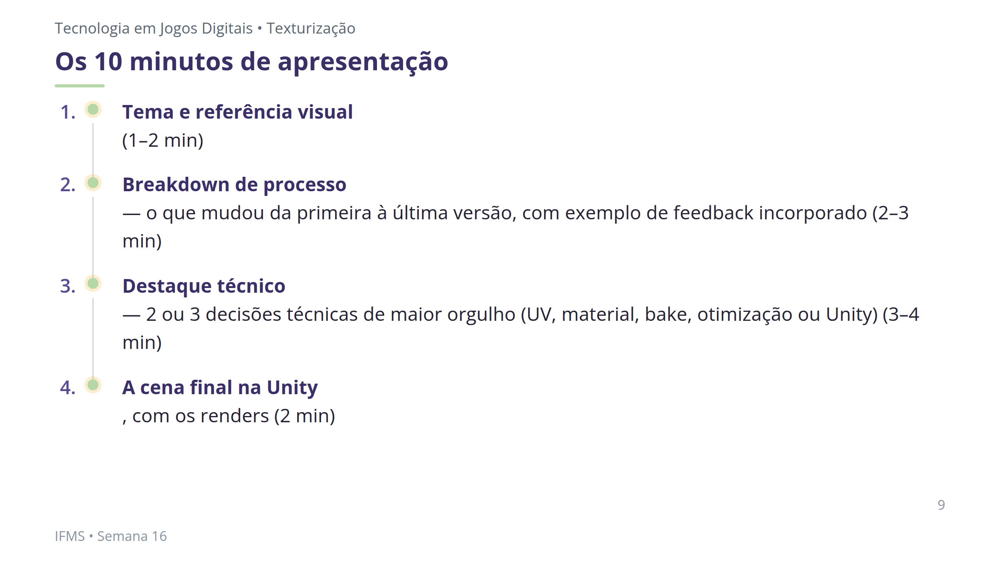 Tecnologia em Jogos Digitais • Texturização
Os 10 minutos de apresentação
1. Tema e referência visual
(1–2 min)
2. Breakdown de processo
— o que mudou da primeira à última versão, com exemplo de feedback incorporado (2–3
min)
3. Destaque técnico
— 2 ou 3 decisões técnicas de maior orgulho (UV, material, bake, otimização ou Unity) (3–4
min)
4. A cena final na Unity
, com os renders (2 min)
9
IFMS • Semana 16